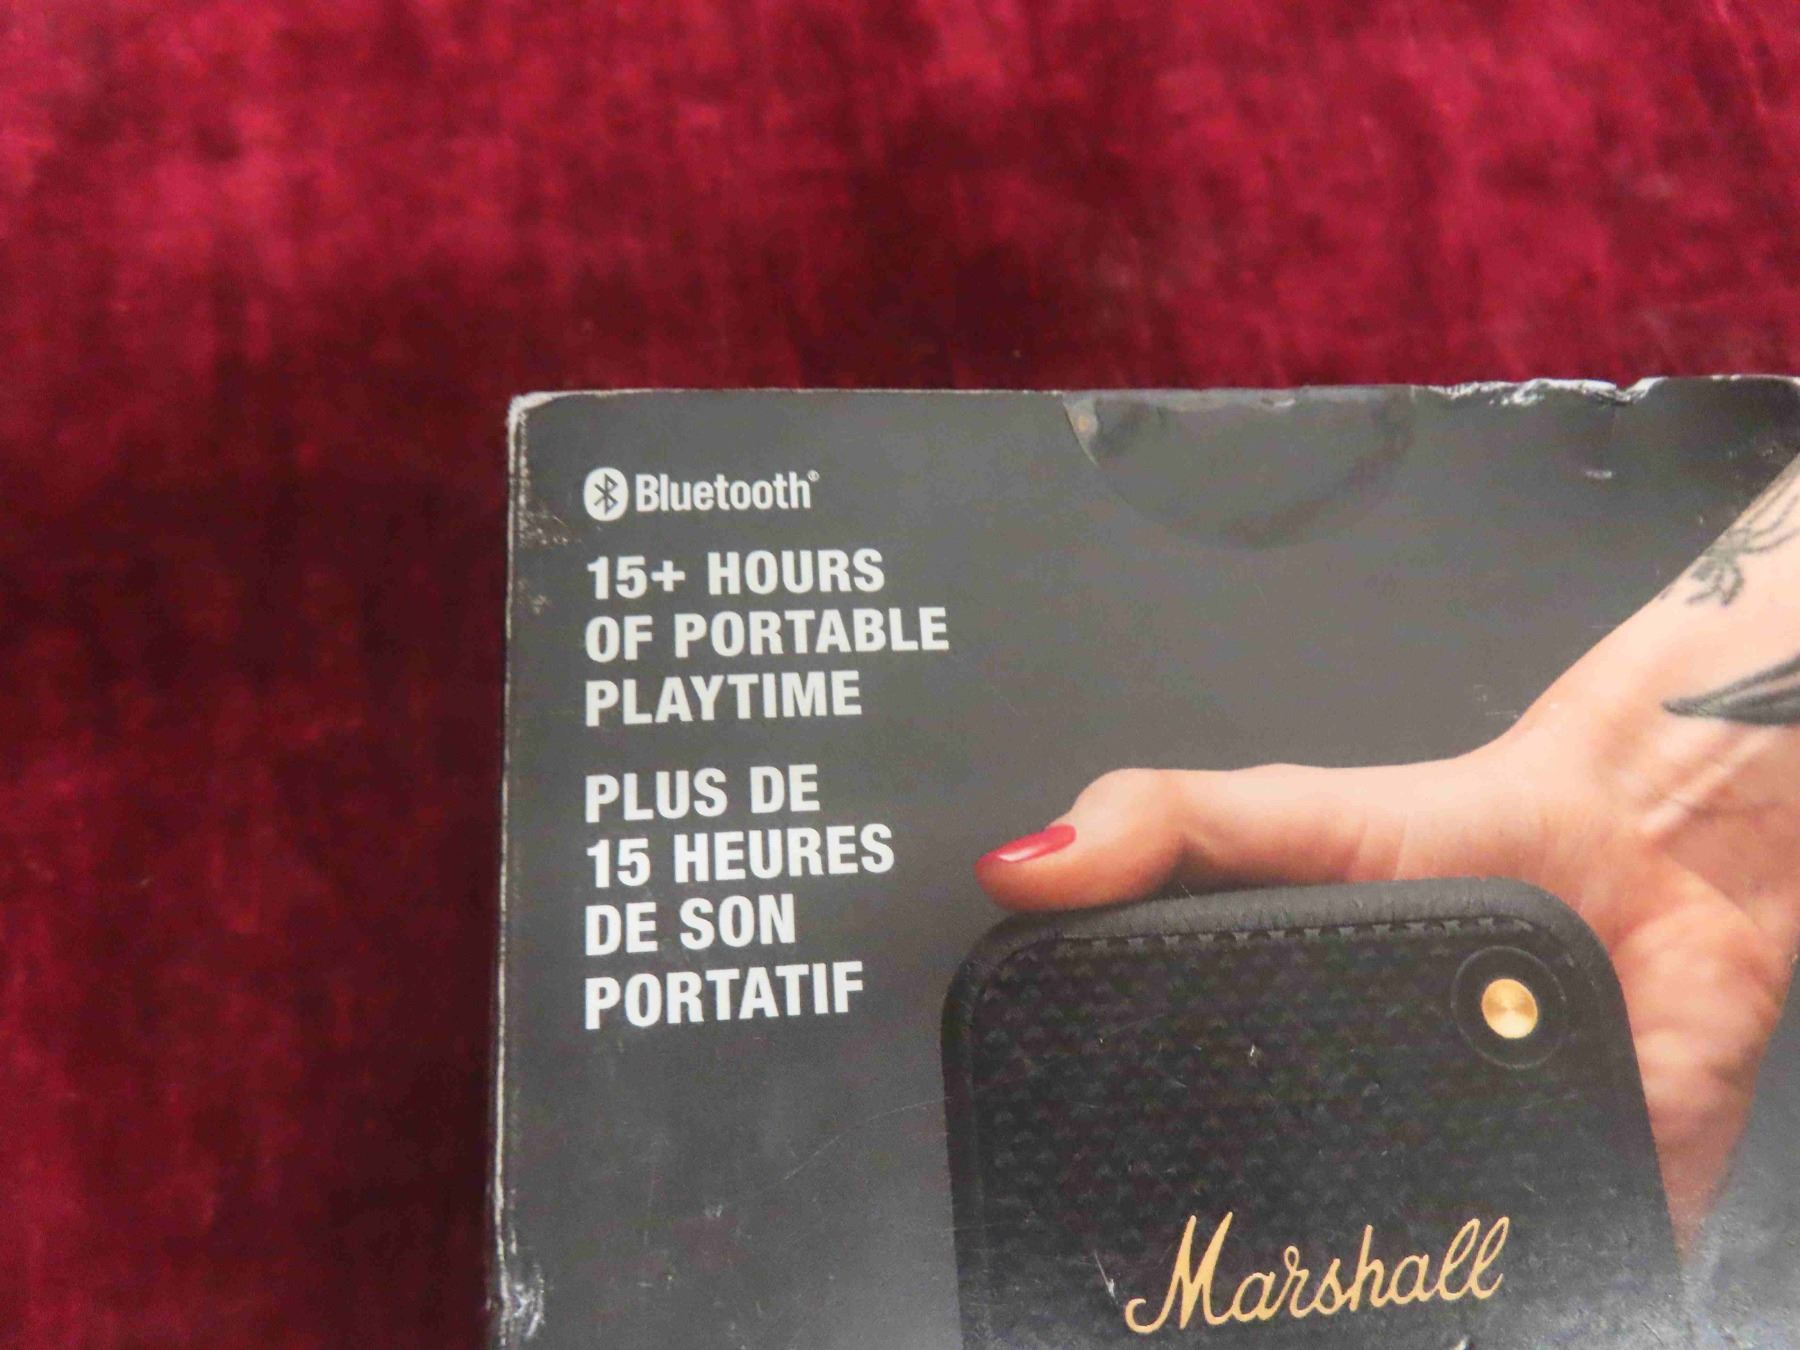 Bluetooth®
15+ HOURS
OF PORTABLE
PLAYTIME
PLUS DE
15 HEURES
DE SON
PORTATIF
Marshall